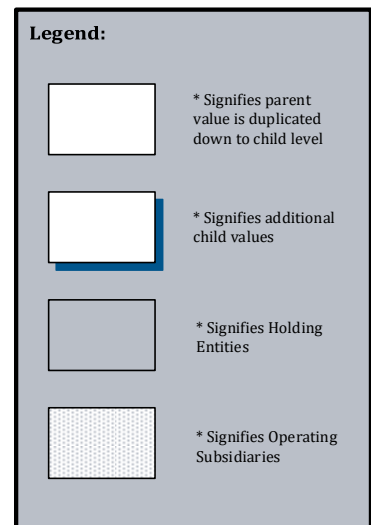 Legend:
* Signifies parent
value is duplicated
down to child level
* Signifies additional
child values
* Signifies Holding
Entities
* Signifies Operating
Subsidiaries